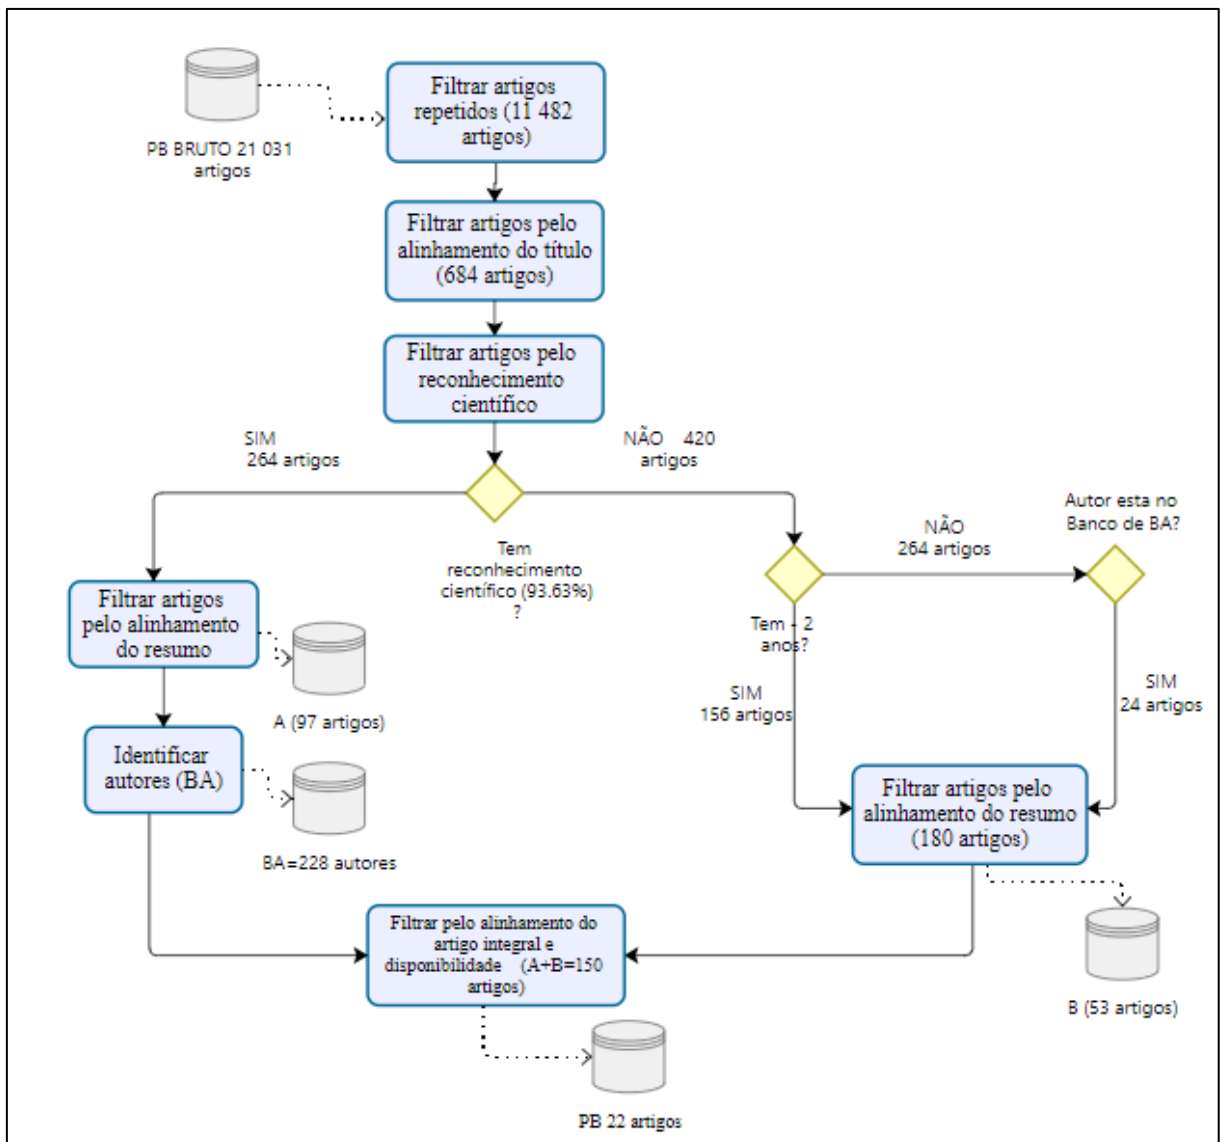 PB BRUTO 21 031
artigos
Filtrar artigos
repetidos (11 482
artigos)
Filtrar artigos pelo
alinhamento do título
(684 artigos)
Filtrar artigos pelo
reconhecimento
científico
SIM
264 artigos
NÃO 420
artigos
Tem
reconhecimento
científico (93.63%)
?
Autor esta no
Banco de BA?
NÃO
264 artigos
Tem - 2
anos?
SIM
156 artigos
SIM
24 artigos
Filtrar artigos
pelo alinhamento
do resumo
A (97 artigos)
Identificar
autores (BA)
BA=228 autores
Filtrar artigos pelo
alinhamento do resumo
(180 artigos)
B (53 artigos)
Filtrar pelo alinhamento do
artigo integral e
disponibilidade (A+B=150
artigos)
PB 22 artigos